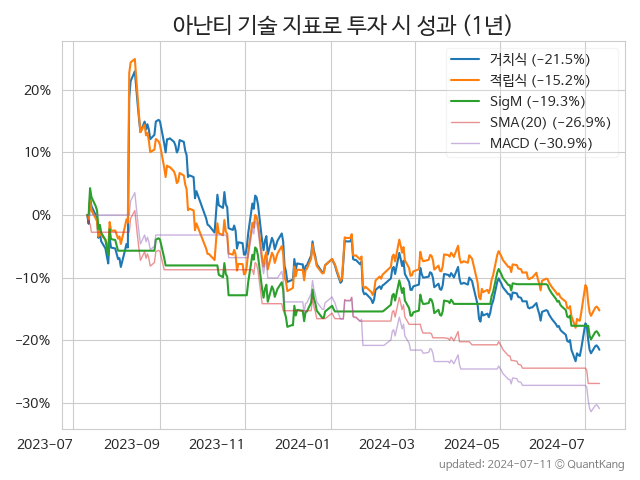 아난티 기술 지표로 투자 시 성과 (1년)
거치식 (−21.5%)
적립식 (−15.2%)
SigM (−19.3%)
SMA(20) (−26.9%)
MACD (−30.9%)
20%
10%
0%
−10%
−20%
−30%
2023-07
2023-09
2023-11
2024-01
2024-03
2024-05
2024-07
updated: 2024-07-11 © QuantKang